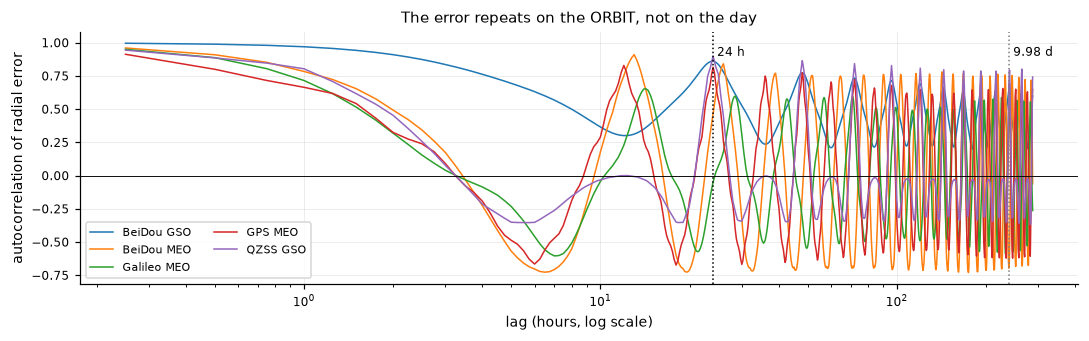 The error repeats on the ORBIT, not on the day
autocorrelation of radial error
1.00
0.75
0.50
0.25
0.00
−0.25
−0.50
−0.75
24 h
9.98 d
BeiDou GSO
BeiDou MEO
Galileo MEO
GPS MEO
QZSS GSO
10⁰
10¹
10²
lag (hours, log scale)